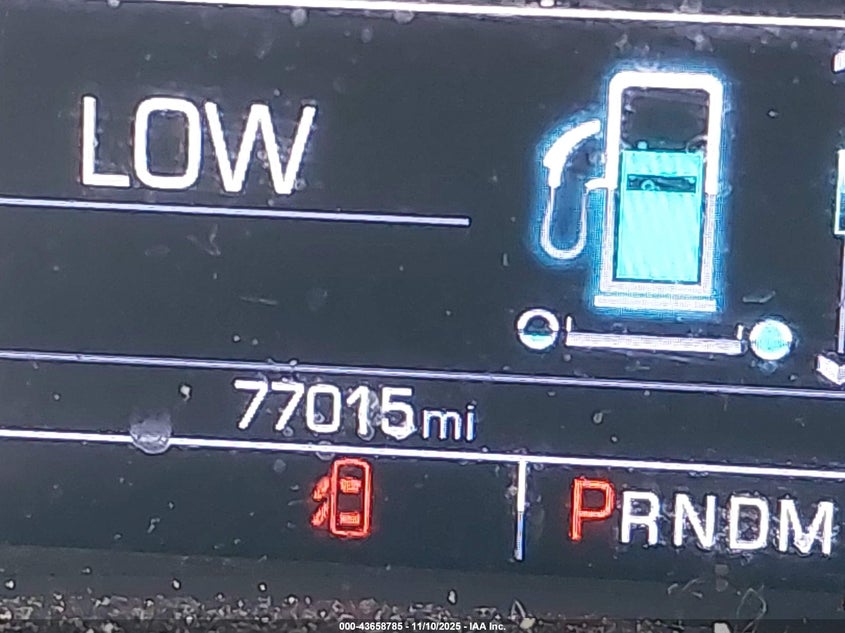 LOW
77015mi
PRNDM
000-43658785 - 11/10/2025 - IAA Inc.